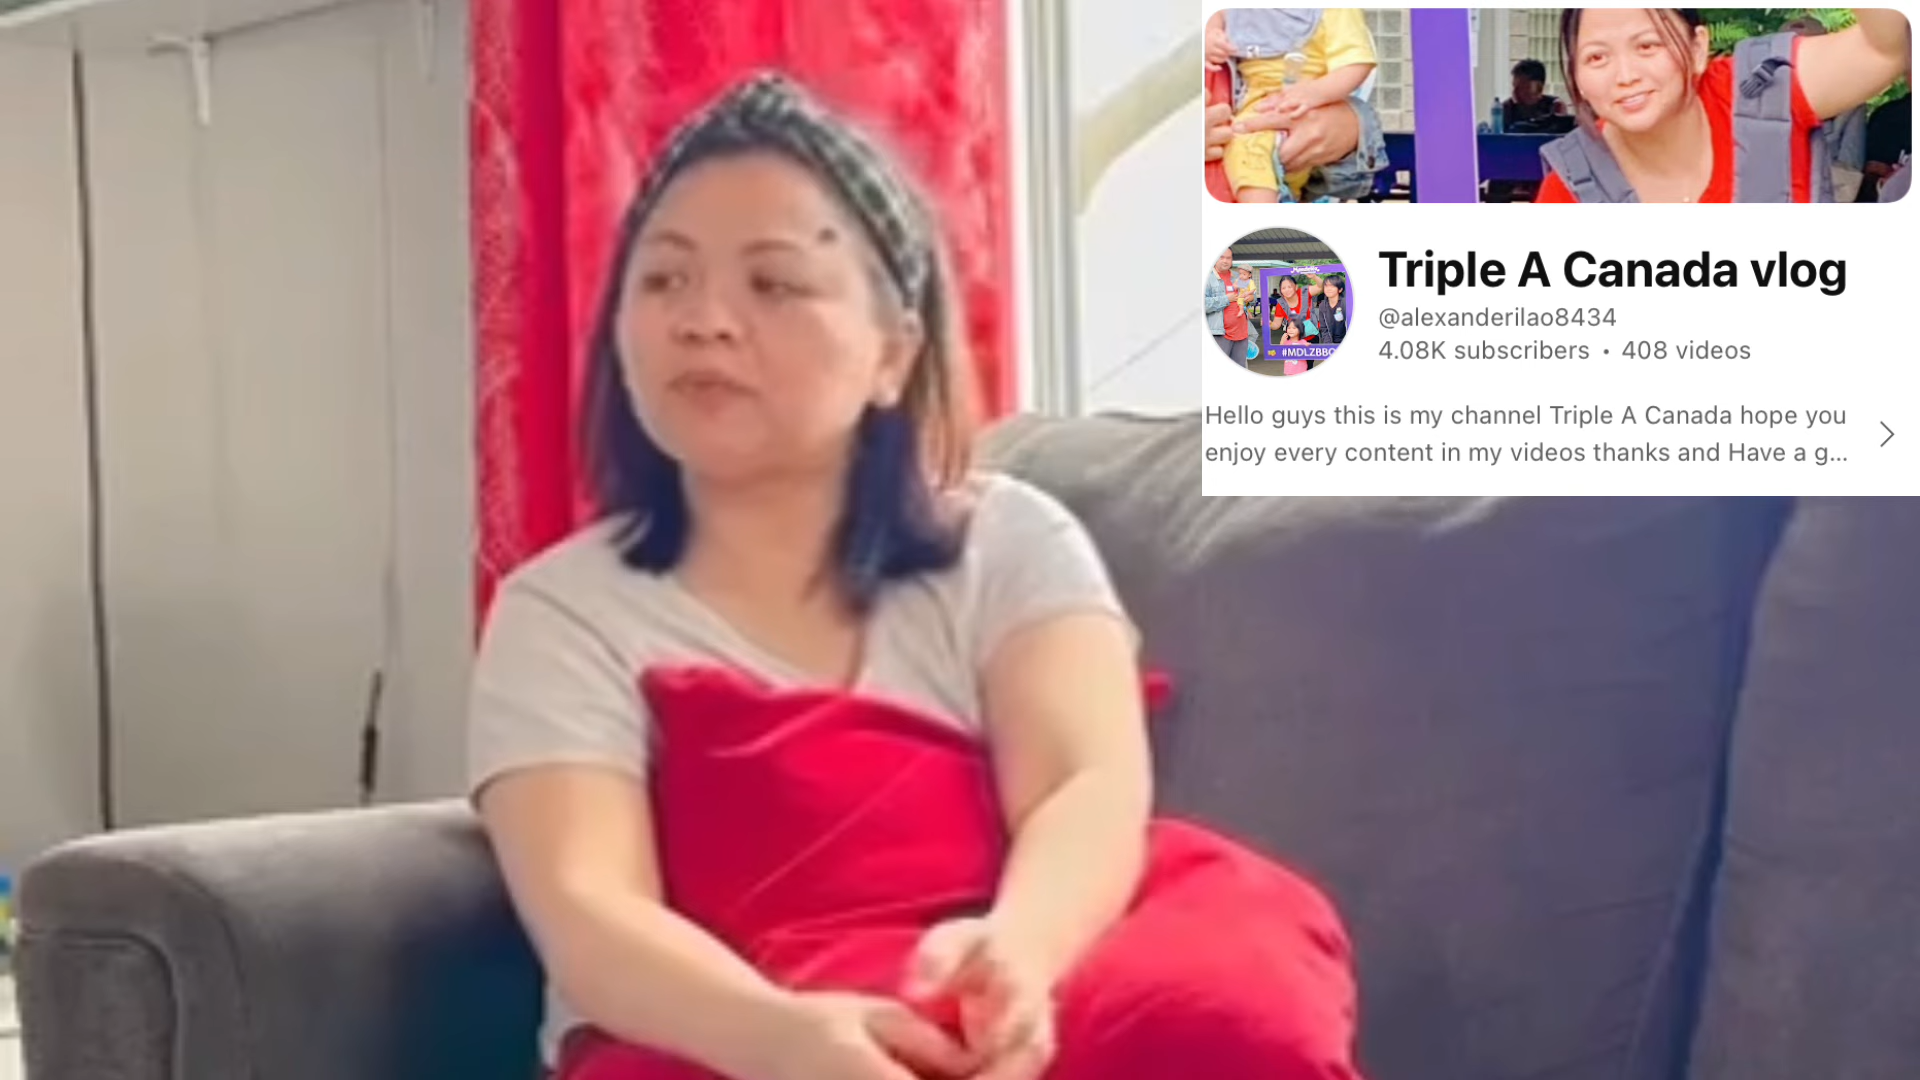 Triple A Canada vlog
@alexanderilao8434
4.08K subscribers • 408 videos
Hello guys this is my channel Triple A Canada hope you
enjoy every content in my videos thanks and Have a g...
#MDLZBBQ